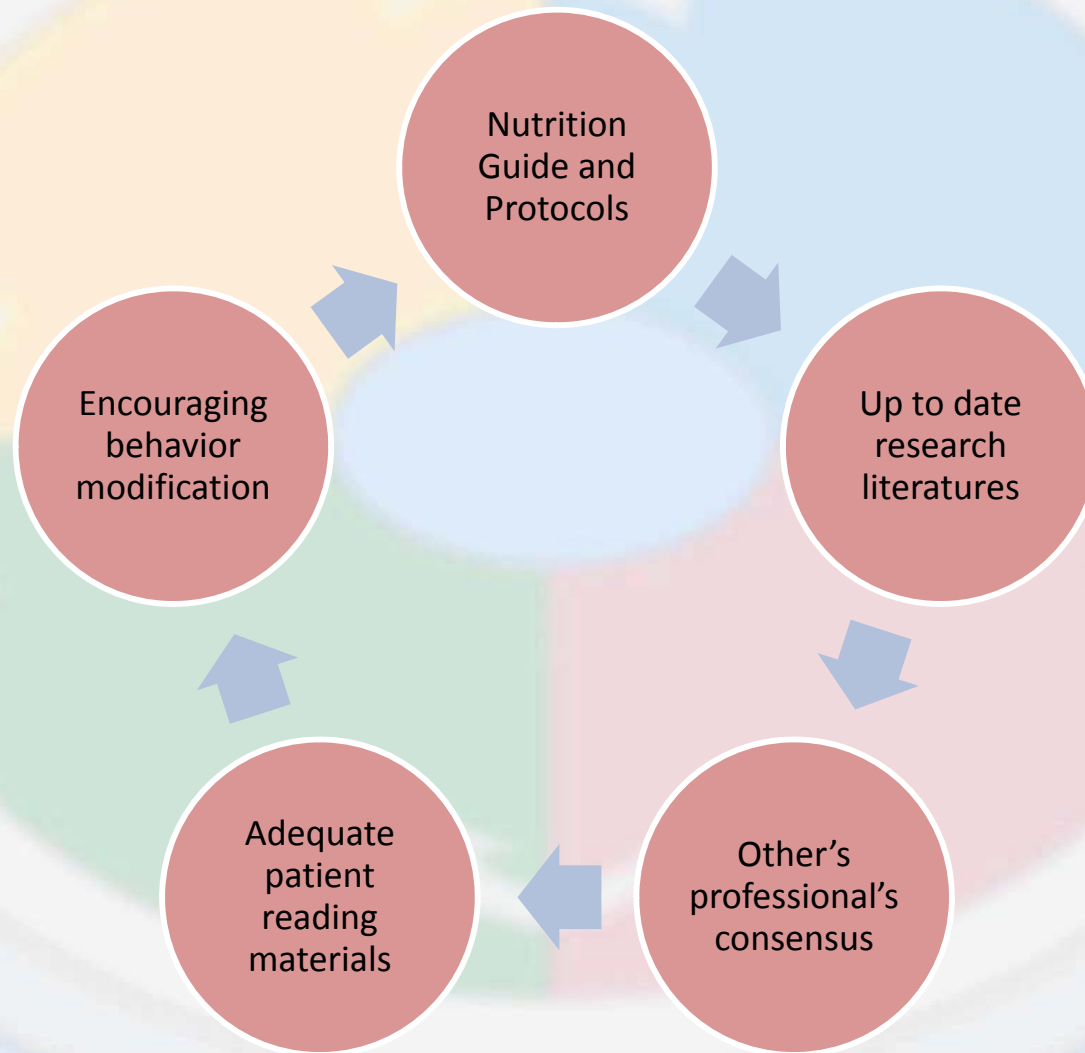 Nutrition
Guide and
Protocols
Up to date
research
literatures
Other’s
professional’s
consensus
Adequate
patient
reading
materials
Encouraging
behavior
modification